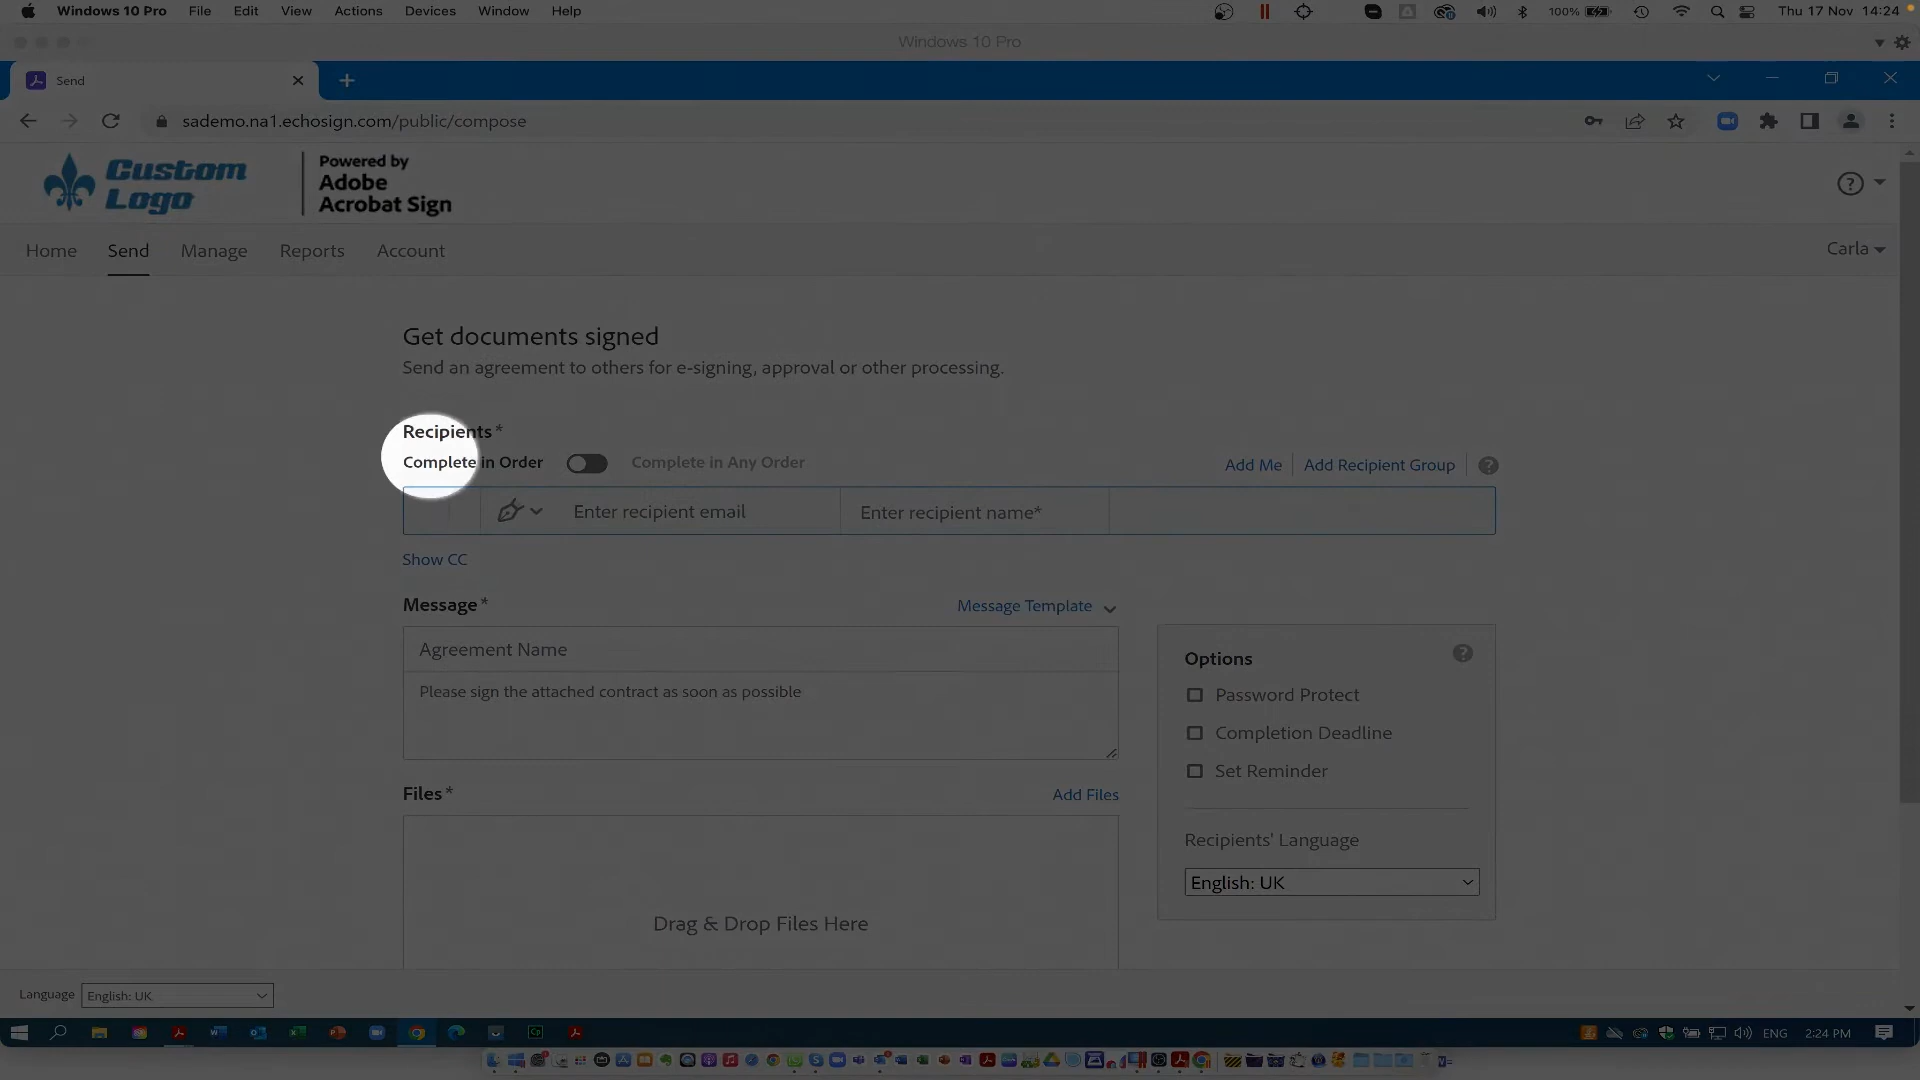 Windows 10 Pro File Edit View Actions Devices Window Help 100% Thu 17 Nov 14:24
Windows 10 Pro
Send
sademo.na1.echosign.com/public/compose
Custom Logo
Powered by
Adobe
Acrobat Sign
Home Send Manage Reports Account Carla
Get documents signed
Send an agreement to others for e-signing, approval or other processing.
Recipients*
Complete in Order Complete in Any Order Add Me Add Recipient Group
Enter recipient email Enter recipient name*
Show CC
Message* Message Template
Agreement Name
Please sign the attached contract as soon as possible
Options
Password Protect
Completion Deadline
Set Reminder
Files* Add Files
Recipients' Language
English: UK
Drag & Drop Files Here
Language English: UK
ENG 2:24 PM